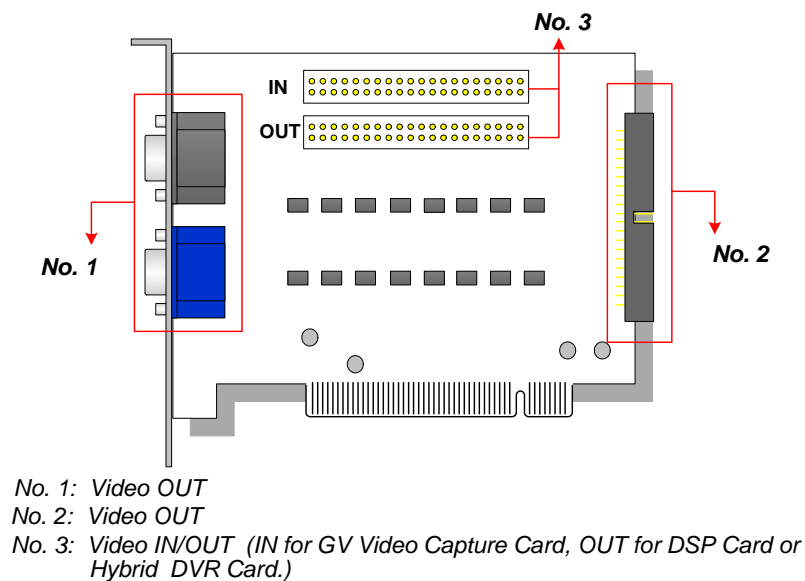 No. 3
IN
OUT
No. 1
No. 2
No. 1: Video OUT
No. 2: Video OUT
No. 3: Video IN/OUT (IN for GV Video Capture Card, OUT for DSP Card or
Hybrid DVR Card.)